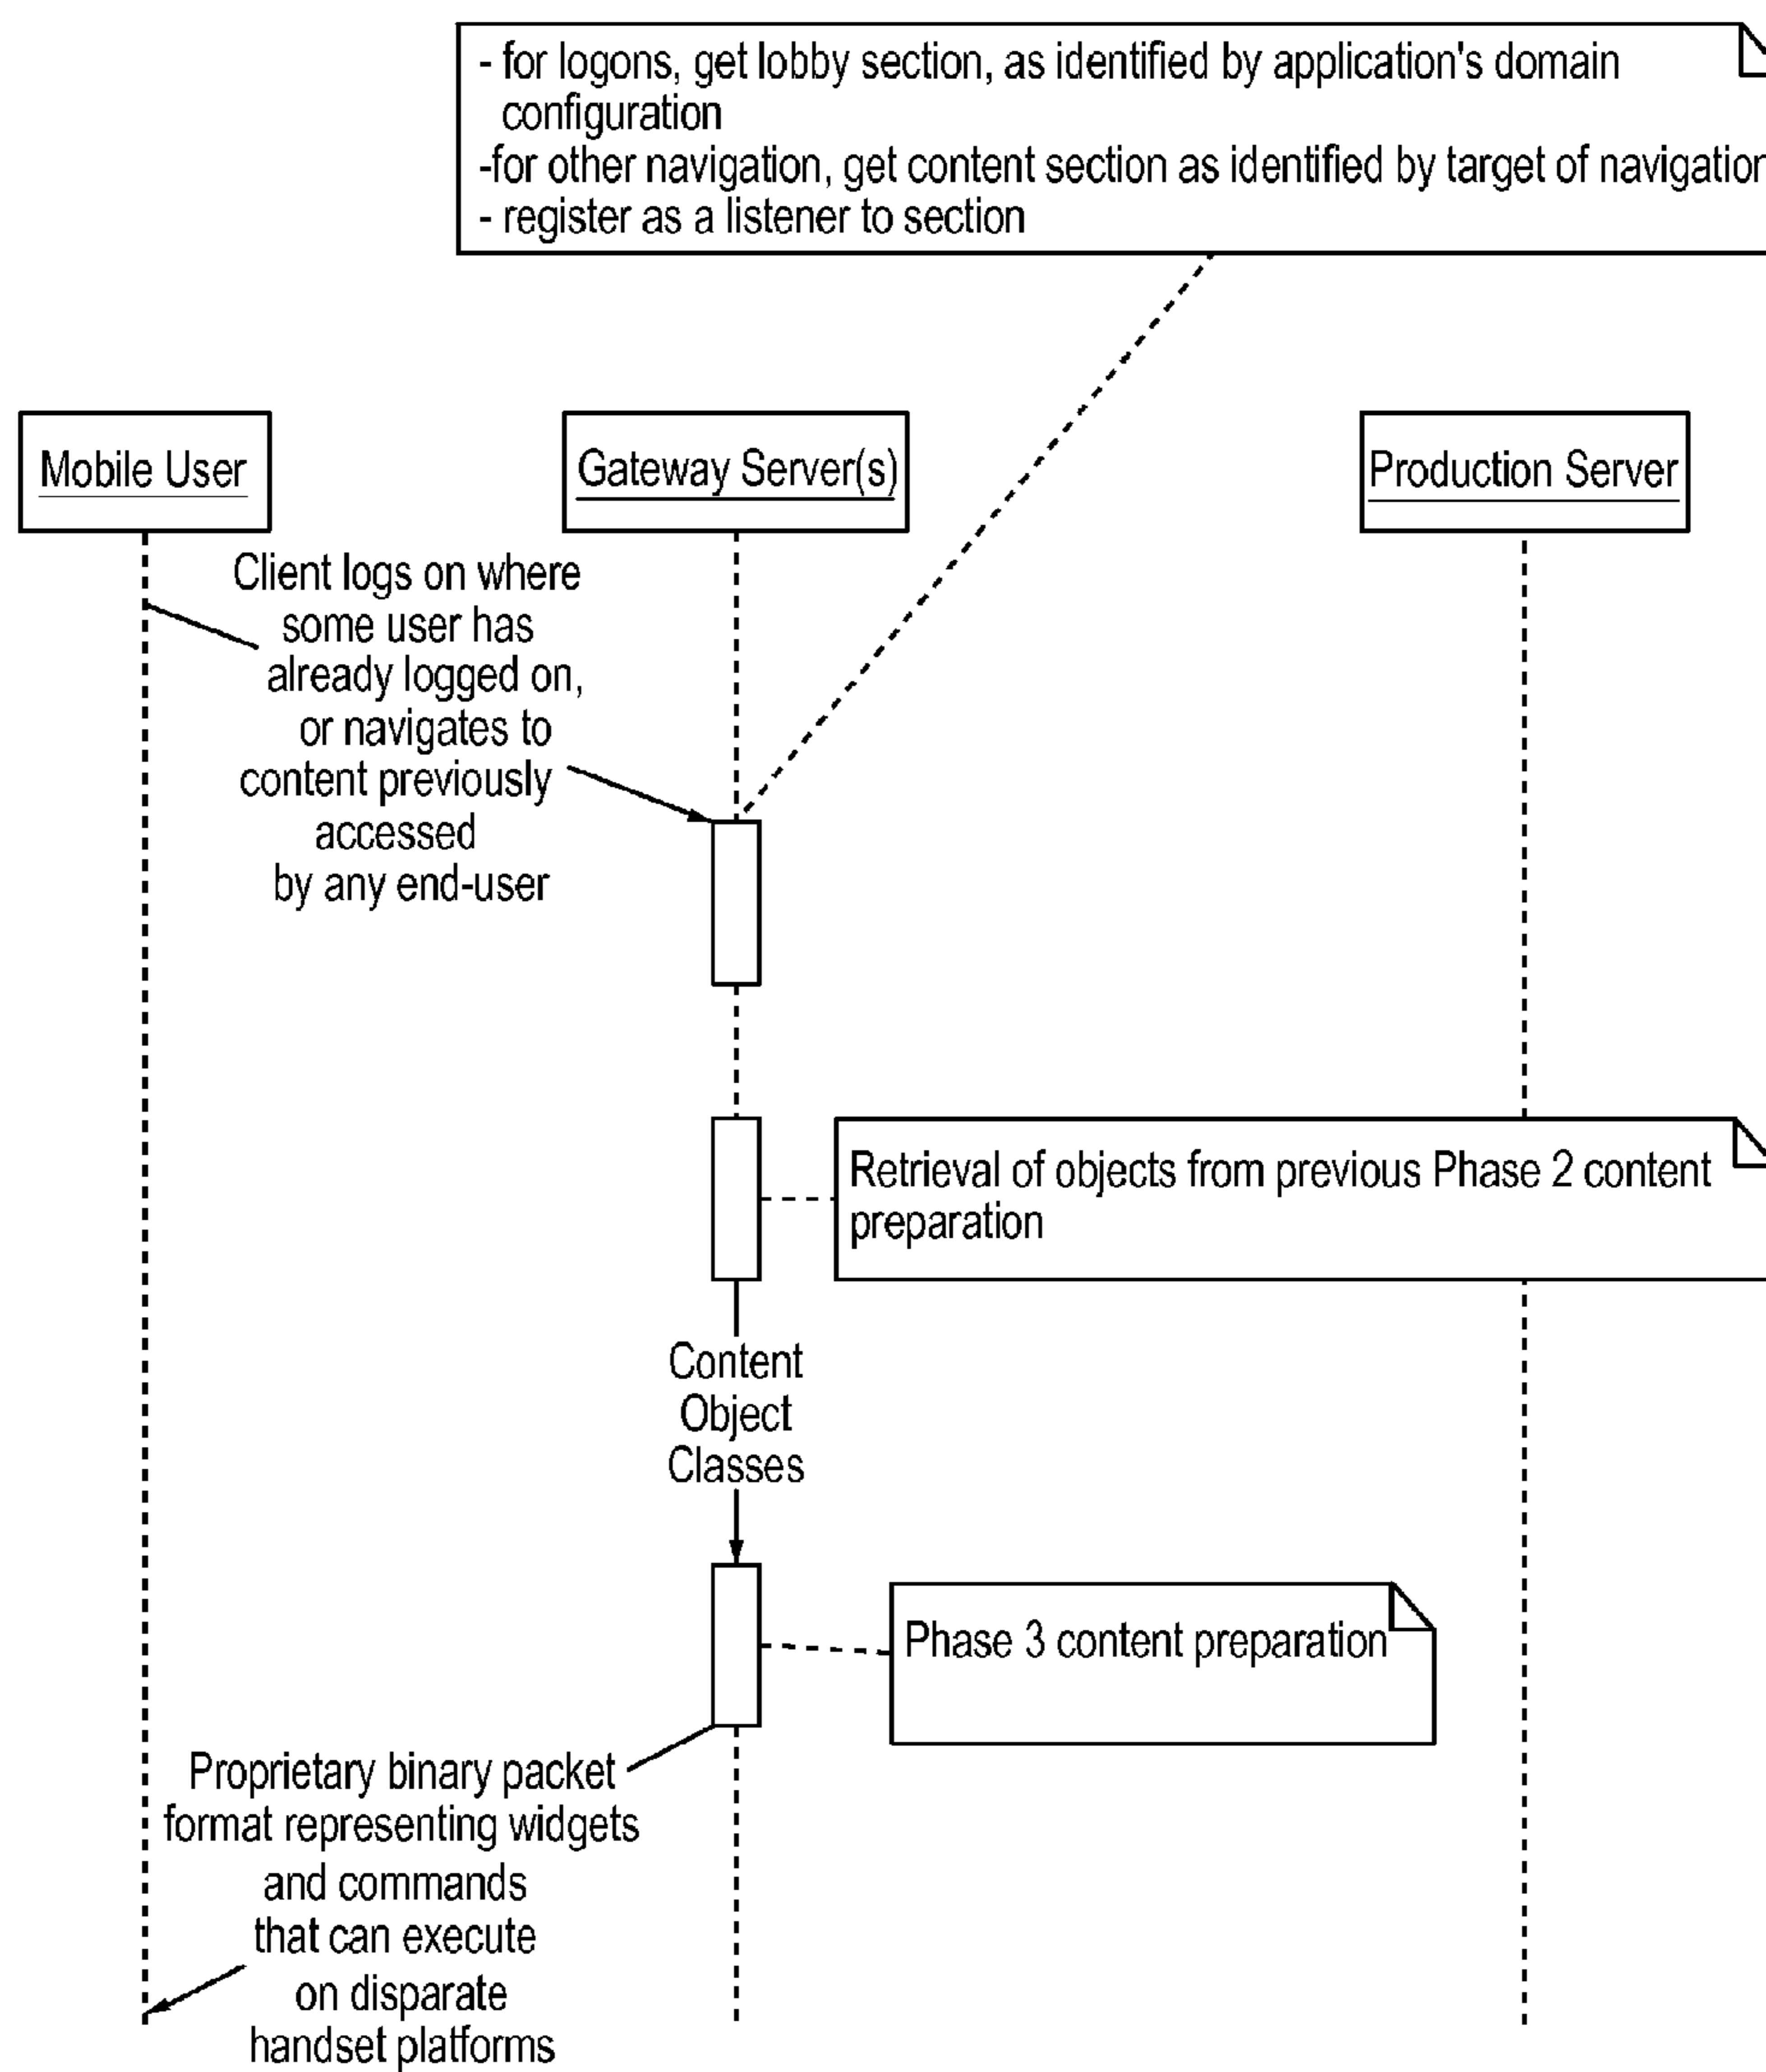 - for logons, get lobby section, as identified by application's domain
configuration
-for other navigation, get content section as identified by target of navigation
- register as a listener to section
Mobile User
Gateway Server(s)
Production Server
Client logs on where
some user has
already logged on,
or navigates to
content previously
accessed
by any end-user
Retrieval of objects from previous Phase 2 content
preparation
Content
Object
Classes
Phase 3 content preparation
Proprietary binary packet
format representing widgets
and commands
that can execute
on disparate
handset platforms